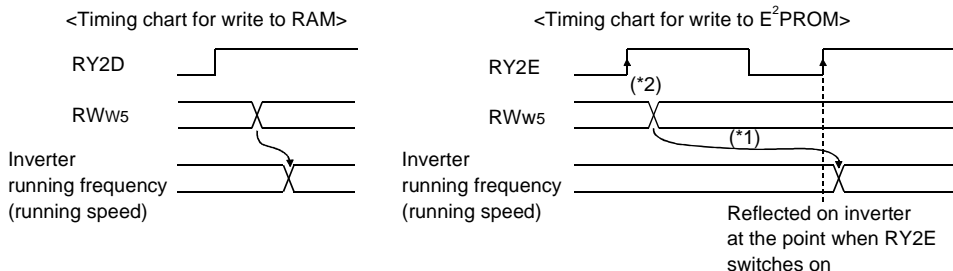 <Timing chart for write to RAM>
RY2D
RWW5
Inverter
running frequency
(running speed)
<Timing chart for write to E²PROM>
RY2E
(*2)
RWw5
(*1)
Inverter
running frequency
(running speed)
Reflected on inverter
at the point when RY2E
switches on